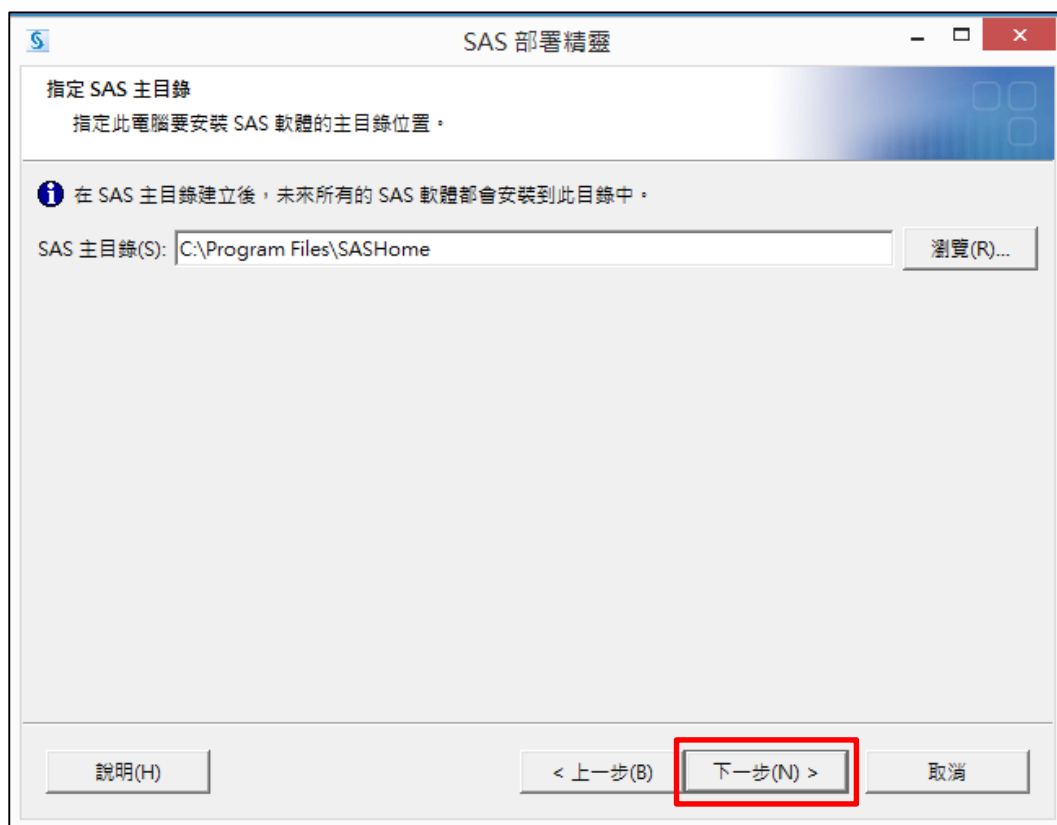 SAS 部署精靈
指定 SAS 主目錄
指定此電腦要安裝 SAS 軟體的主目錄位置。
在 SAS 主目錄建立後，未來所有的 SAS 軟體都會安裝到此目錄中。
SAS 主目錄(S): C:\Program Files\SASHome 瀏覽(R)...
說明(H) < 上一步(B) 下一步(N) > 取消